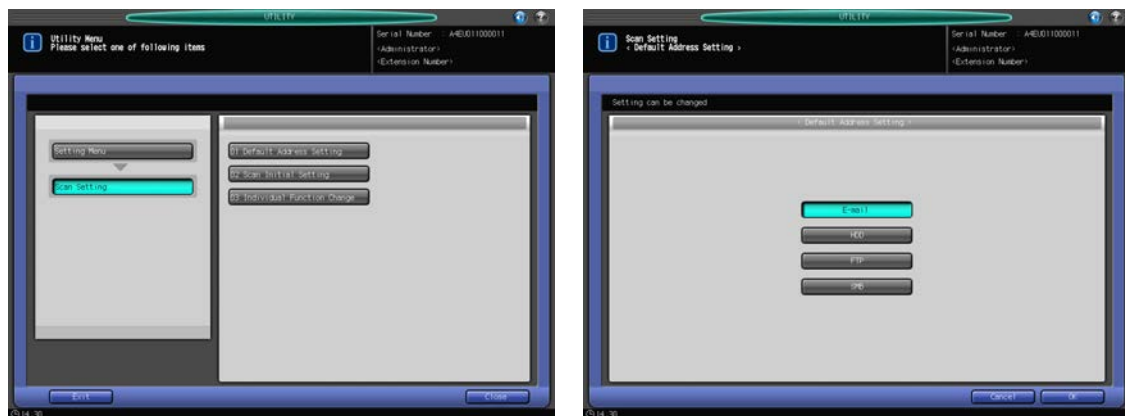 UTILITY
Utility Menu
Please select one of following items
Serial Number : A4EU011000011
<Administrator>
<Extension Number>
Setting Menu
Scan Setting
01 Default Address Setting
02 Scan Initial Setting
03 Individual Function Change
Exit
Close
14:30
UTILITY
Scan Setting
< Default Address Setting >
Serial Number : A4EU011000011
<Administrator>
<Extension Number>
Setting can be changed
< Default Address Setting >
E-mail
HDD
FTP
SMB
Cancel
OK
14:30